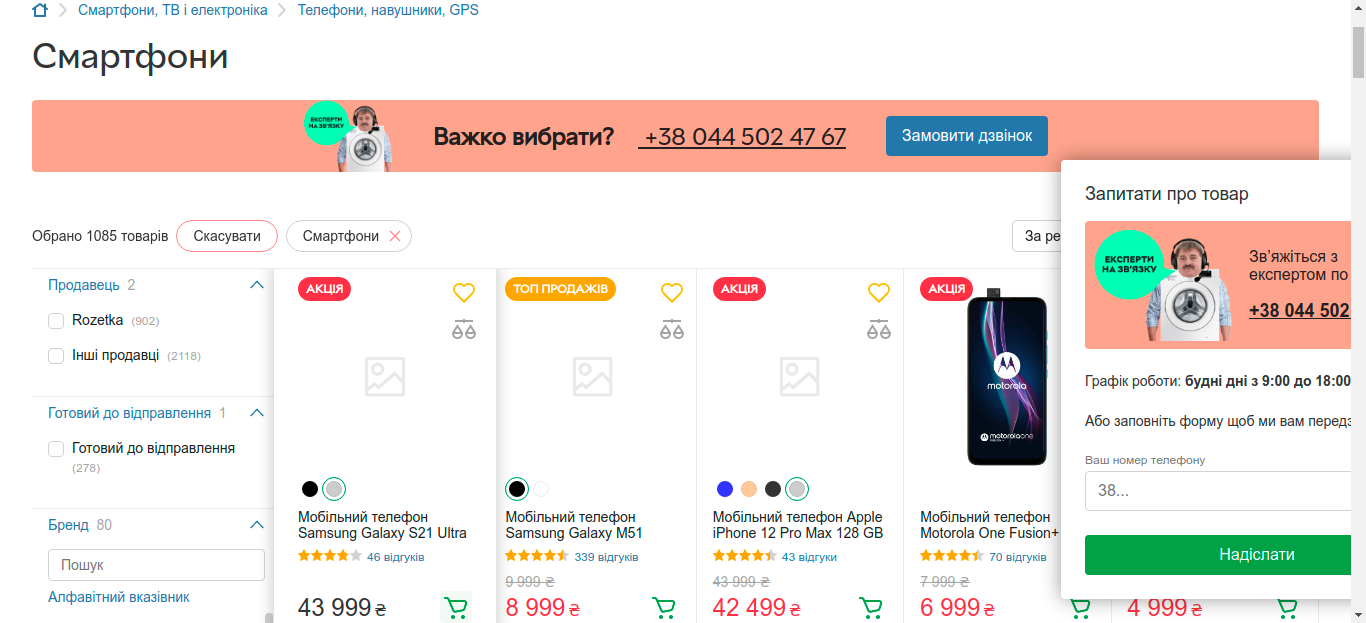 Смартфони, ТВ і електроніка
Телефони, навушники, GPS
Смартфони
ЕКСПЕРТИ
НА ЗВ'ЯЗКУ
Важко вибрати?
+38 044 502 47 67
Замовити дзвінок
Обрано 1085 товарів
Скасувати
Смартфони
За ре
Продавець 2
Rozetka (902)
Інші продавці (2118)
Готовий до відправлення 1
Готовий до відправлення
(278)
Бренд 80
Пошук
Алфавітний вказівник
АКЦІЯ
Мобільний телефон
Samsung Galaxy S21 Ultra
46 відгуків
43 999 ₴
ТОП ПРОДАЖІВ
Мобільний телефон
Samsung Galaxy M51
339 відгуків
9 999 ₴
8 999 ₴
АКЦІЯ
Мобільний телефон Apple
iPhone 12 Pro Max 128 GB
43 відгуки
43 999 ₴
42 499 ₴
АКЦІЯ
motorola
motorola one
Мобільний телефон
Motorola One Fusion+
70 відгуків
7 999 ₴
6 999 ₴
4 999 ₴
Запитати про товар
ЕКСПЕРТИ
НА ЗВ'ЯЗКУ
Зв'яжіться з
експертом по
+38 044 502
Графік роботи: будні дні з 9:00 до 18:00
Або заповніть форму щоб ми вам передз
Ваш номер телефону
38...
Надіслати